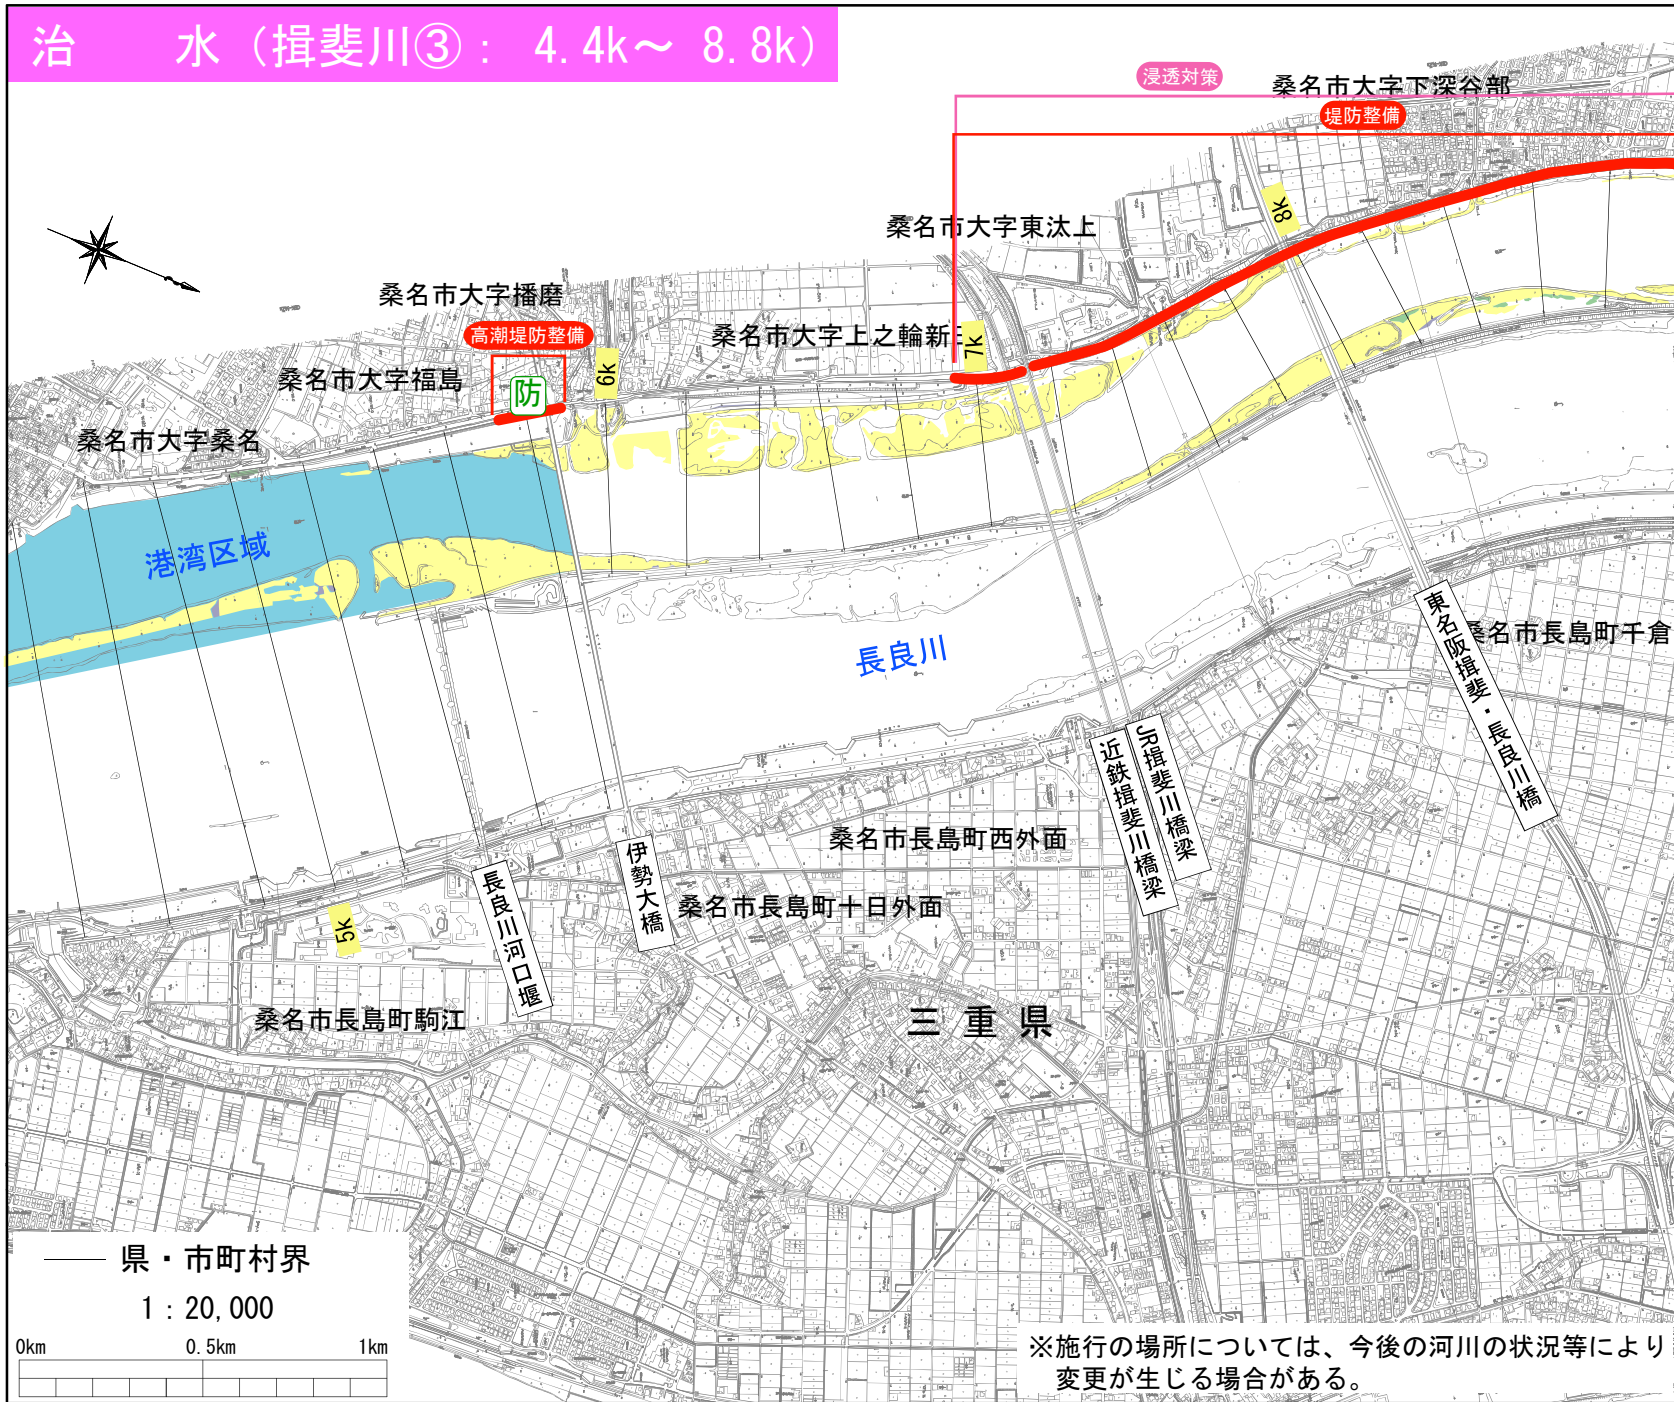 治　水（揖斐川③： 4.4k～ 8.8k）
浸透対策
桑名市大字下深谷部
堤防整備
8k
桑名市大字東汰上
桑名市大字播磨
高潮堤防整備
桑名市大字上之輪新
7k
6k
桑名市大字福島
防
桑名市大字桑名
港湾区域
長良川
東名阪揖斐・長良川橋
桑名市長島町千倉
JR揖斐川橋梁
近鉄揖斐川橋梁
桑名市長島町西外面
伊勢大橋
長良川河口堰
桑名市長島町十日外面
5k
桑名市長島町駒江
三重県
県・市町村界
1：20,000
0km 0.5km 1km
※施行の場所については、今後の河川の状況等により
変更が生じる場合がある。